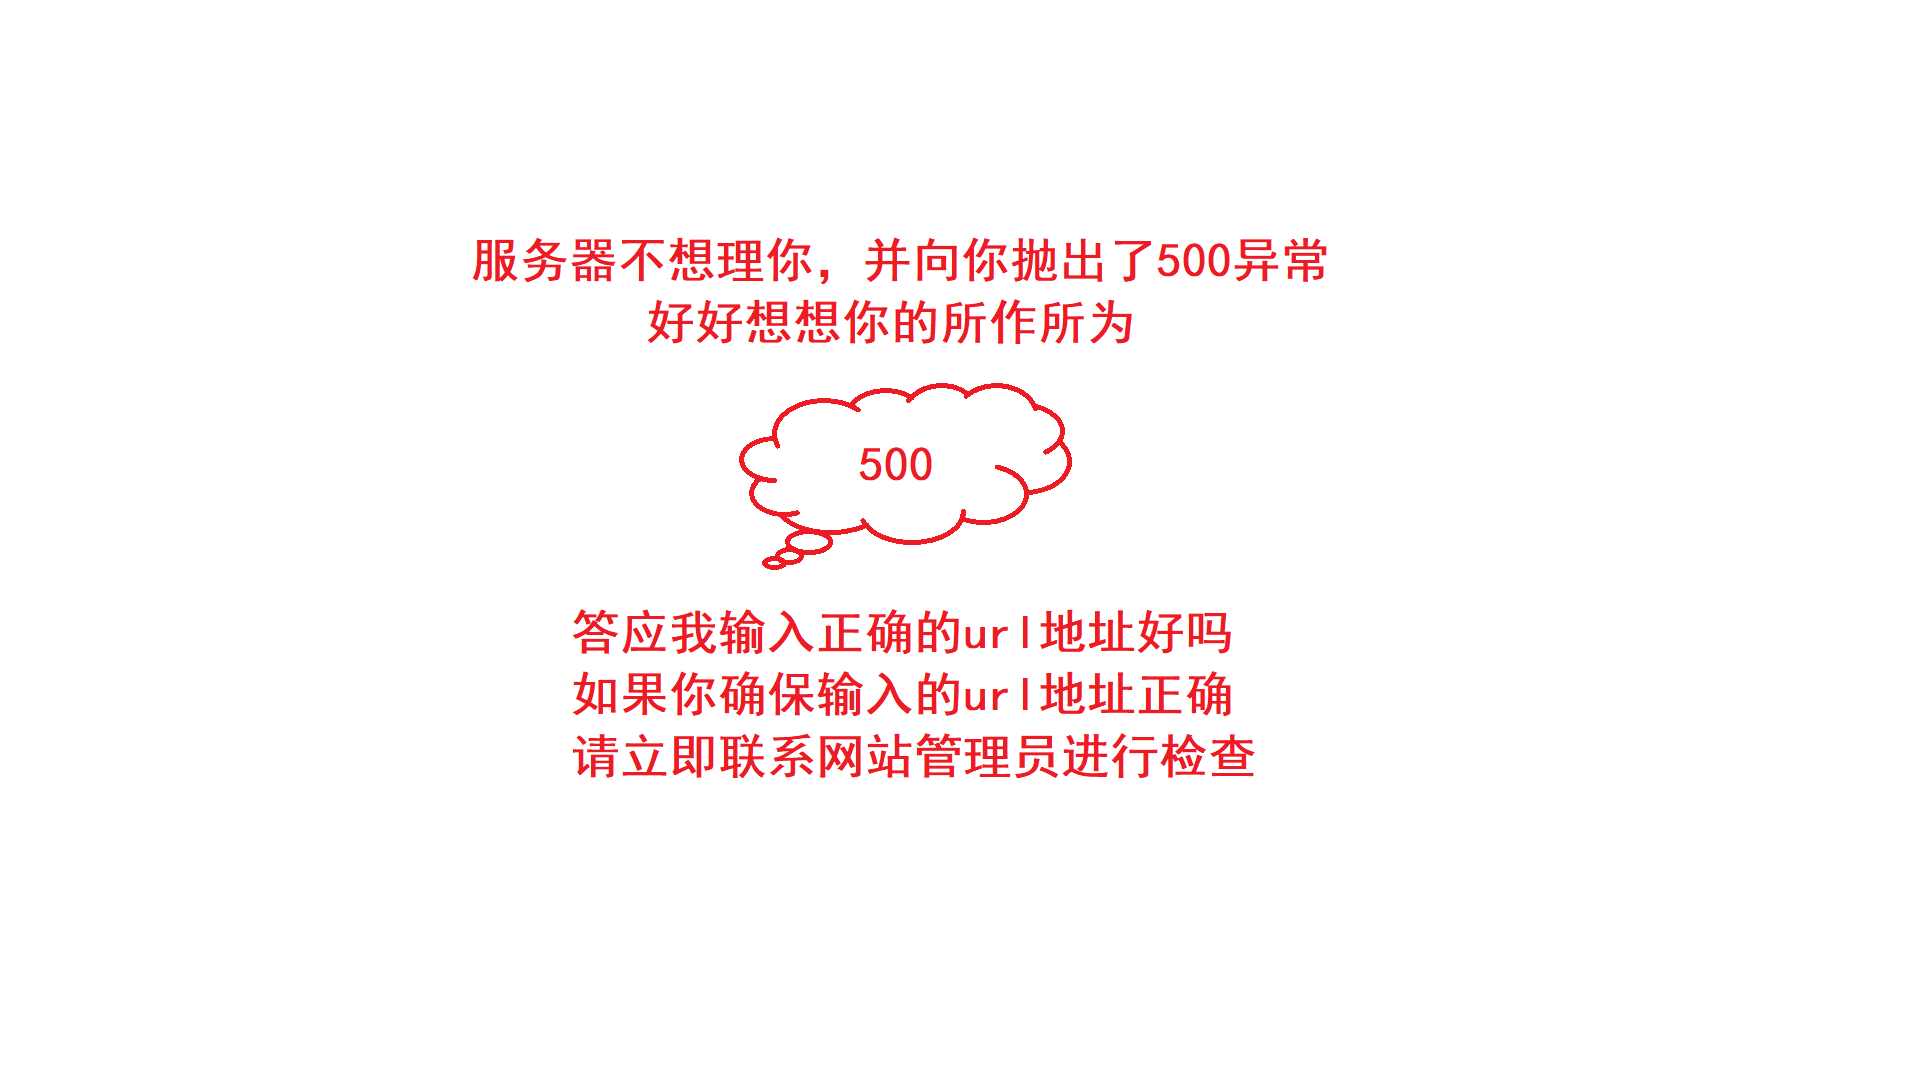 服务器不想理你，并向你抛出了500异常
好好想想你的所作所为
500
答应我输入正确的url地址好吗
如果你确保输入的url地址正确
请立即联系网站管理员进行检查